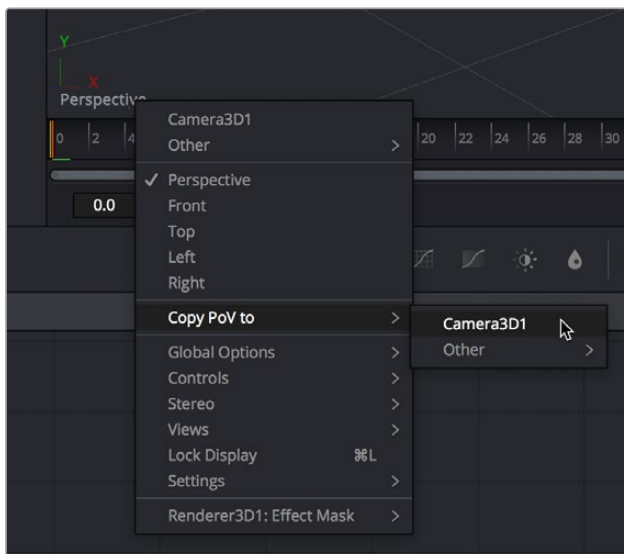 Y
X
Perspective
0 2 4 20 22 24 26 28 30
0.0
Camera3D1
Other >
✓ Perspective
Front
Top
Left
Right
Copy PoV to >
Camera3D1
Other >
Global Options >
Controls >
Stereo >
Views >
Lock Display ⌘L
Settings >
Renderer3D1: Effect Mask >